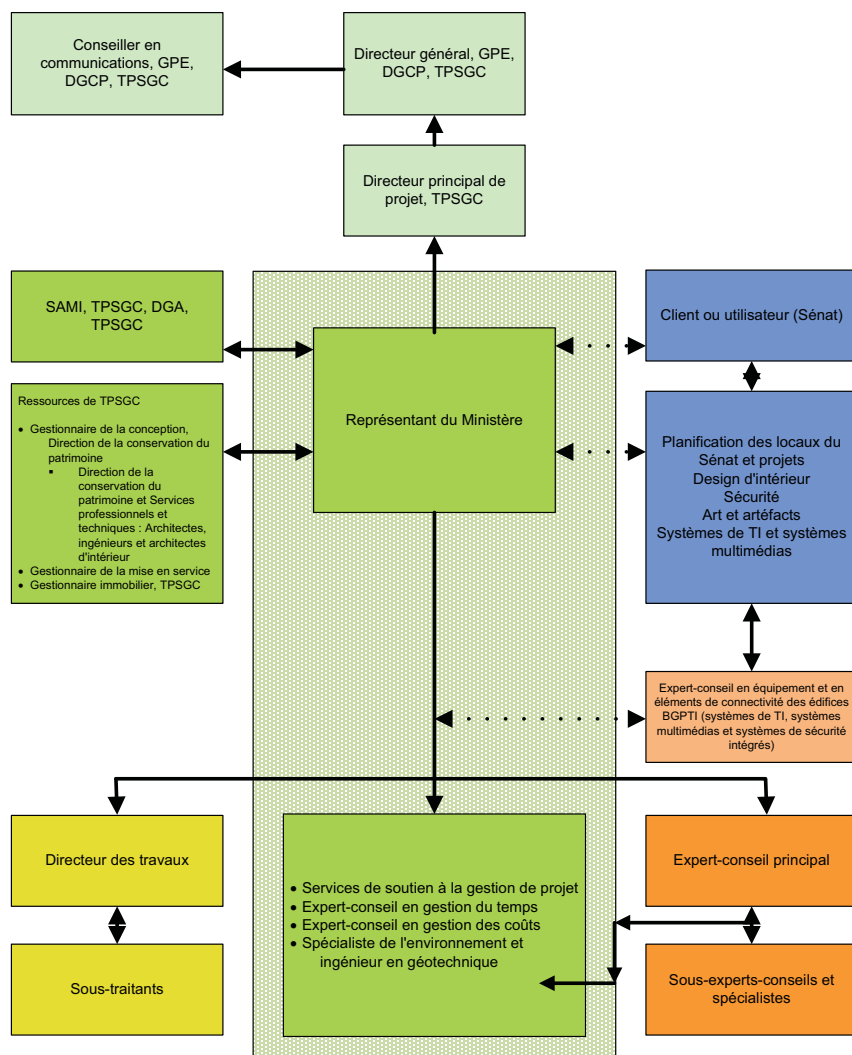 Conseiller en
communications, GPE,
DGCP, TPSGC
Directeur général, GPE,
DGCP, TPSGC
Directeur principal de
projet, TPSGC
SAMI, TPSGC, DGA,
TPSGC
Client ou utilisateur (Sénat)
Ressources de TPSGC
• Gestionnaire de la conception,
Direction de la conservation du
patrimoine
▪ Direction de la
conservation du
patrimoine et Services
professionnels et
techniques : Architectes,
ingénieurs et architectes
d'intérieur
• Gestionnaire de la mise en service
• Gestionnaire immobilier, TPSGC
Représentant du Ministère
Planification des locaux du
Sénat et projets
Design d'intérieur
Sécurité
Art et artéfacts
Systèmes de TI et systèmes
multimédias
Expert-conseil en équipement et en
éléments de connectivité des édifices
BGPTI (systèmes de TI, systèmes
multimédias et systèmes de sécurité
intégrés)
Directeur des travaux
• Services de soutien à la gestion de projet
• Expert-conseil en gestion du temps
• Expert-conseil en gestion des coûts
• Spécialiste de l'environnement et
ingénieur en géotechnique
Expert-conseil principal
Sous-traitants
Sous-experts-conseils et
spécialistes